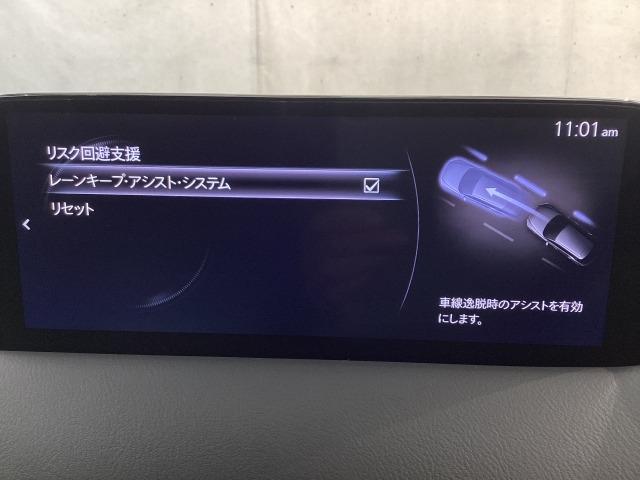 11:01am
リスク回避支援
レーンキープ・アシスト・システム
リセット
車線逸脱時のアシストを有効
にします。